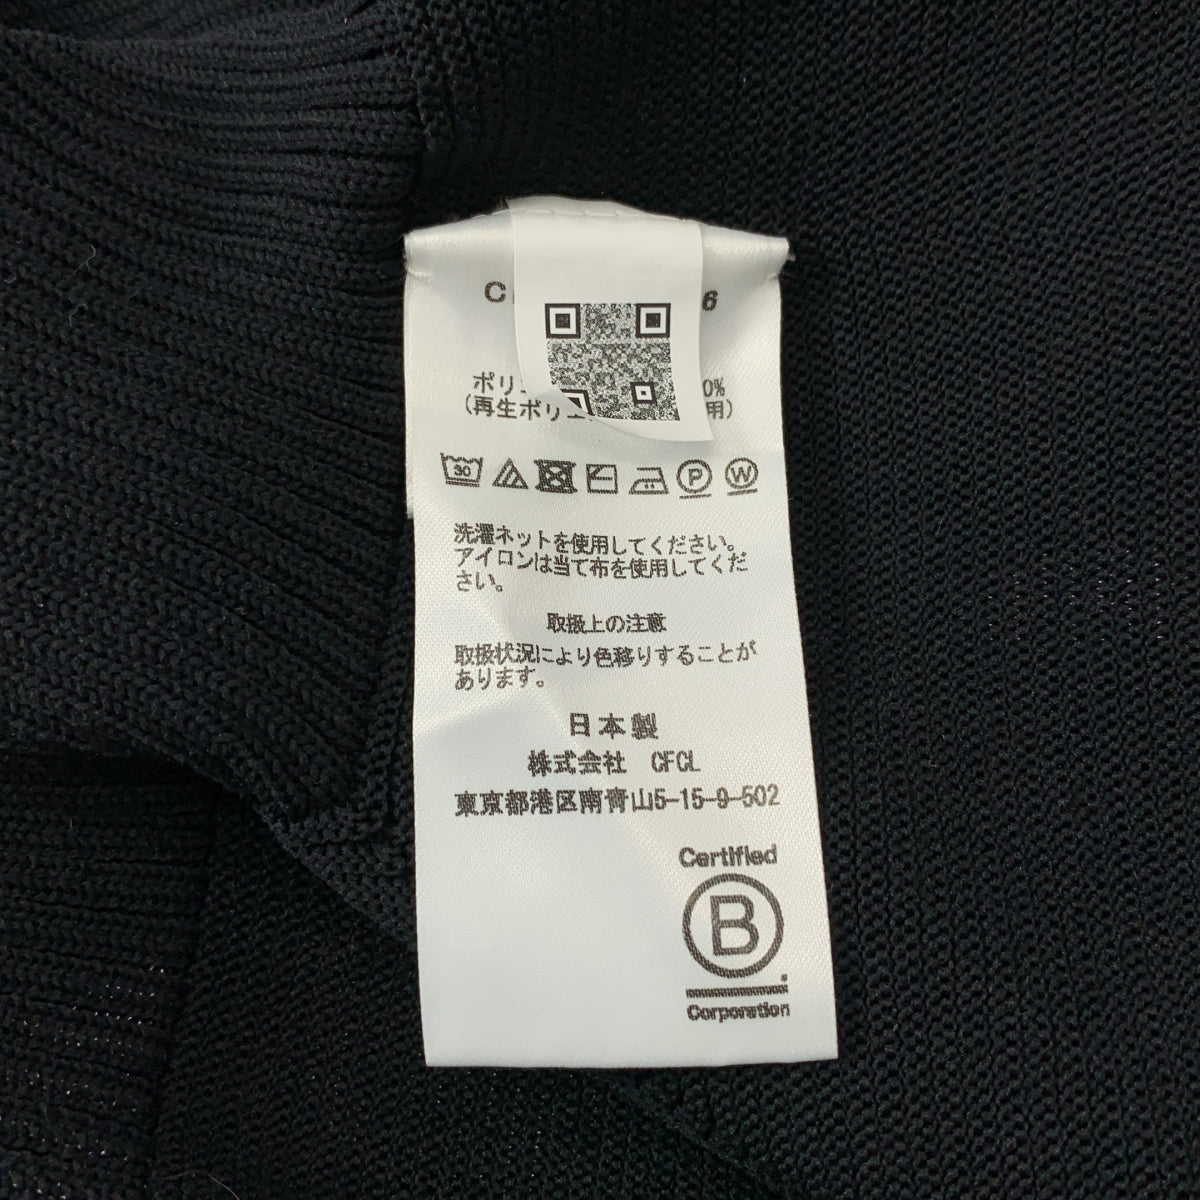 C 6
ポリ 0%
(再生ポリエ 用)
30 P W
洗濯ネットを使用してください。
アイロンは当て布を使用してくだ
さい。
取扱上の注意
取扱状況により色移りすることが
あります。
日本製
株式会社 CFCL
東京都港区南青山5-15-9-502
Certified
B
Corporation